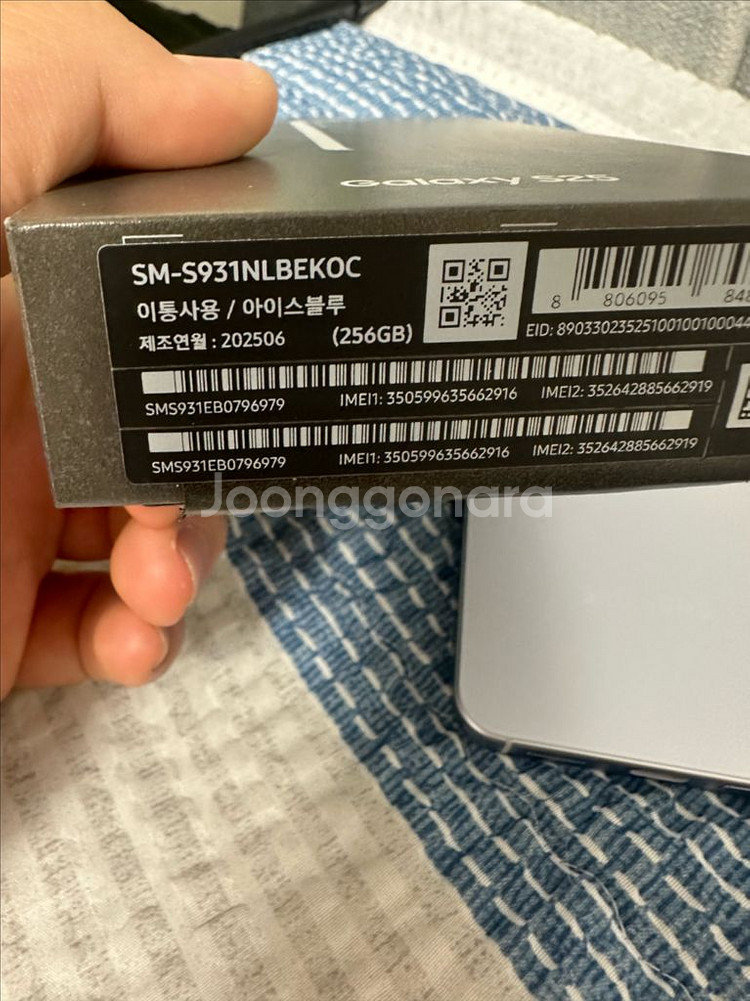 Galaxy S25
SM-S931NLBEKOC
이통사용 / 아이스블루
제조연월 : 202506 (256GB)
8 806095 84
EID: 89033023525100100100044
SMS931EB0796979 IMEI1: 350599635662916 IMEI2: 352642885662919
SMS931EB0796979 IMEI1: 350599635662916 IMEI2: 352642885662919
Joonggonara